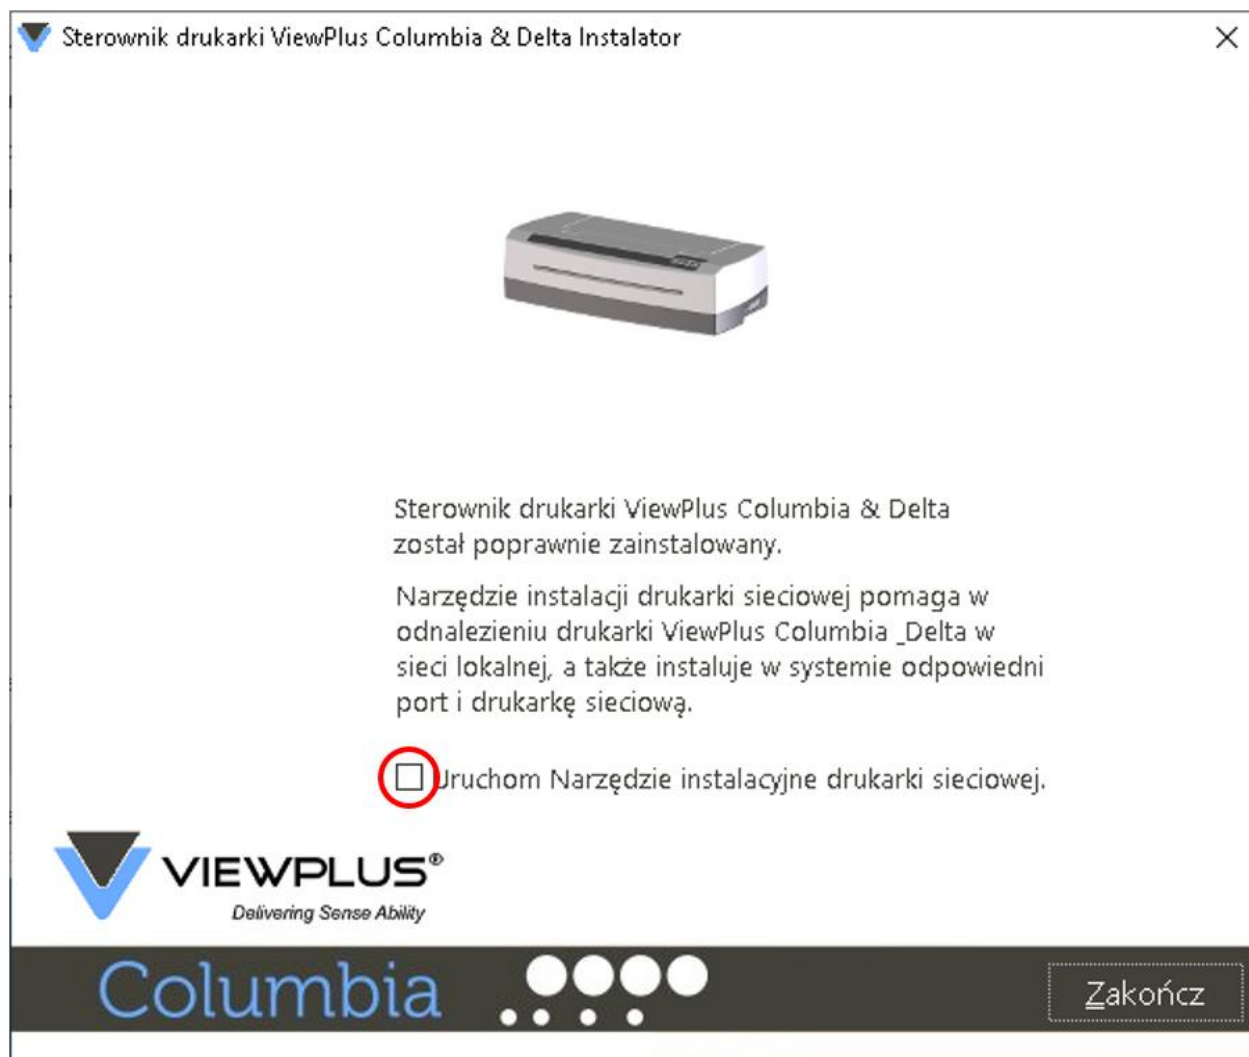 Sterownik drukarki ViewPlus Columbia & Delta Instalator
Sterownik drukarki ViewPlus Columbia & Delta
został poprawnie zainstalowany.
Narzędzie instalacji drukarki sieciowej pomaga w
odnalezieniu drukarki ViewPlus Columbia _Delta w
sieci lokalnej, a także instaluje w systemie odpowiedni
port i drukarkę sieciową.
Uruchom Narzędzie instalacyjne drukarki sieciowej.
VIEWPLUS®
Delivering Sense Ability
Columbia
Zakończ